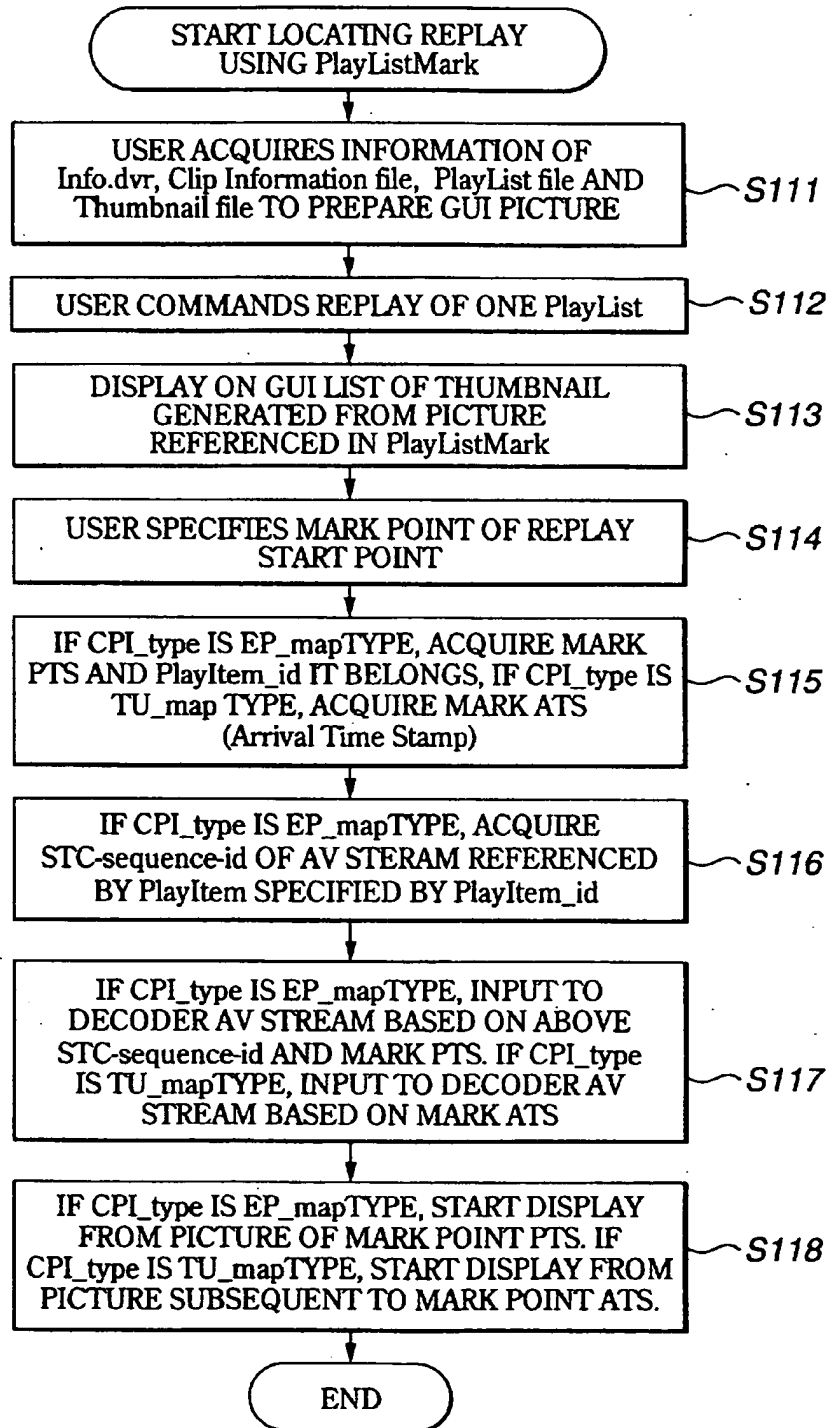 START LOCATING REPLAY
USING PlayListMark
USER ACQUIRES INFORMATION OF
Info.dvr, Clip Information file, PlayList file AND
Thumbnail file TO PREPARE GUI PICTURE
S111
USER COMMANDS REPLAY OF ONE PlayList
S112
DISPLAY ON GUI LIST OF THUMBNAIL
GENERATED FROM PICTURE
REFERENCED IN PlayListMark
S113
USER SPECIFIES MARK POINT OF REPLAY
START POINT
S114
IF CPI_type IS EP_mapTYPE, ACQUIRE MARK
PTS AND PlayItem_id IT BELONGS, IF CPI_type IS
TU_map TYPE, ACQUIRE MARK ATS
(Arrival Time Stamp)
S115
IF CPI_type IS EP_mapTYPE, ACQUIRE
STC-sequence-id OF AV STERAM REFERENCED
BY PlayItem SPECIFIED BY PlayItem_id
S116
IF CPI_type IS EP_mapTYPE, INPUT TO
DECODER AV STREAM BASED ON ABOVE
STC-sequence-id AND MARK PTS. IF CPI_type
IS TU_mapTYPE, INPUT TO DECODER AV
STREAM BASED ON MARK ATS
S117
IF CPI_type IS EP_mapTYPE, START DISPLAY
FROM PICTURE OF MARK POINT PTS. IF
CPI_type IS TU_mapTYPE, START DISPLAY FROM
PICTURE SUBSEQUENT TO MARK POINT ATS.
S118
END